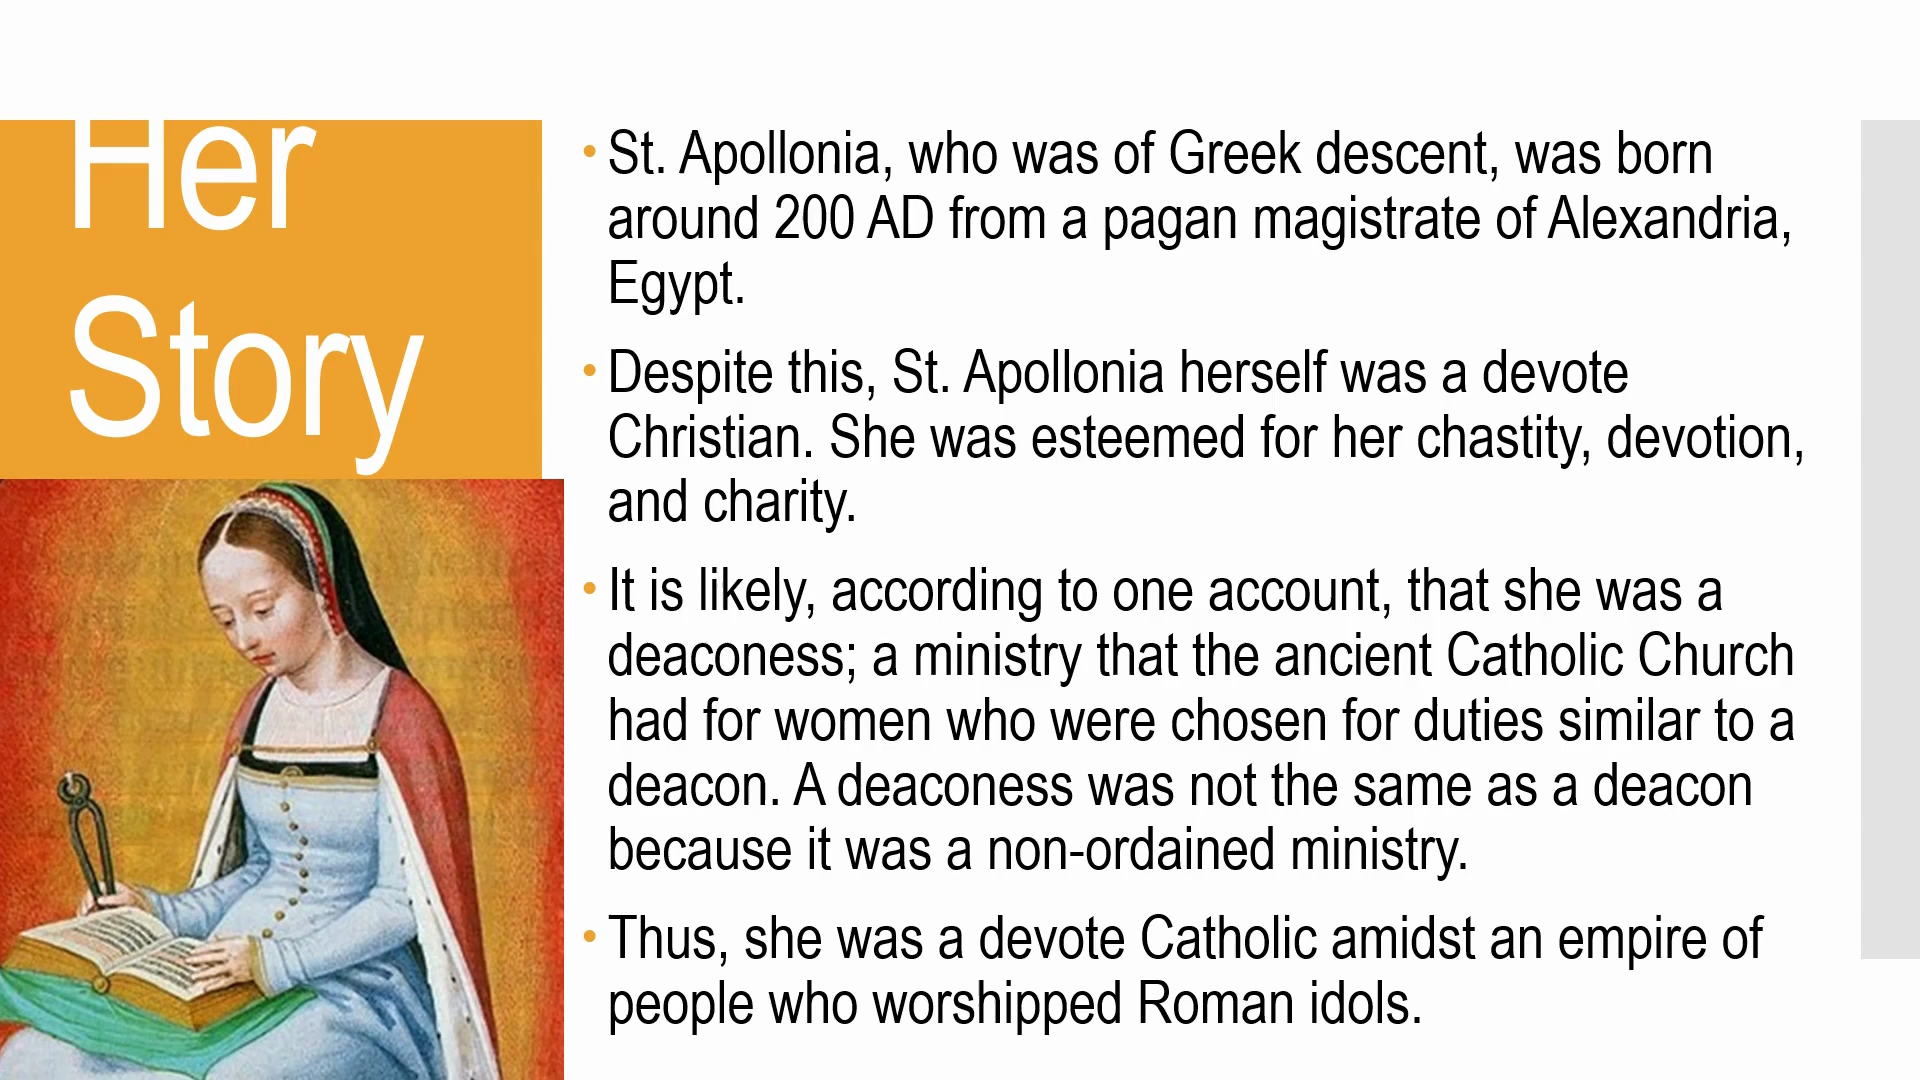 Her
Story
• St. Apollonia, who was of Greek descent, was born
around 200 AD from a pagan magistrate of Alexandria,
Egypt.
• Despite this, St. Apollonia herself was a devote
Christian. She was esteemed for her chastity, devotion,
and charity.
• It is likely, according to one account, that she was a
deaconess; a ministry that the ancient Catholic Church
had for women who were chosen for duties similar to a
deacon. A deaconess was not the same as a deacon
because it was a non-ordained ministry.
• Thus, she was a devote Catholic amidst an empire of
people who worshipped Roman idols.